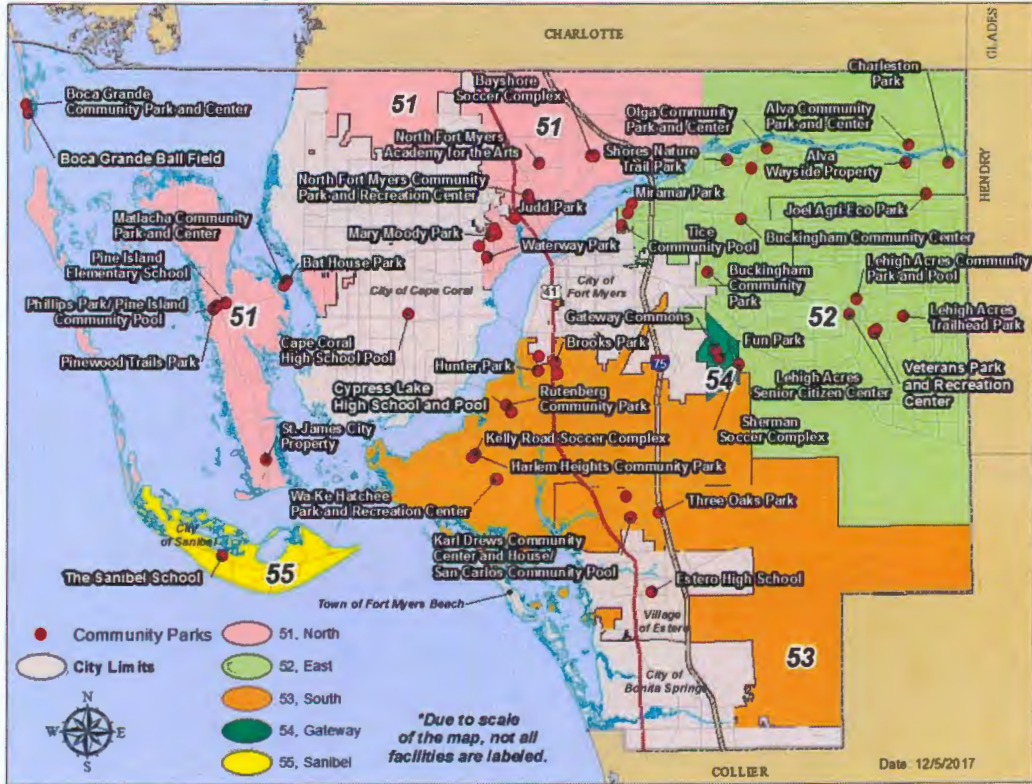 CHARLOTTE
GLADES
HENDRY
COLLIER
Boca Grande
Community Park and Center
Boca Grande Ball Field
51
Bayshore
Soccer Complex
51
Charleston
Park
Olga Community
Park and Center
Alva Community
Park and Center
North Fort Myers
Academy for the Arts
Shores Nature
Trail Park
Alva
Wayside Property
North Fort Myers Community
Park and Recreation Center
Miramar Park
Joel Agri-Eco Park
Matlacha Community
Park and Center
Judd Park
Mary Moody Park
Waterway Park
Tice
Community Pool
Buckingham Community Center
Pine Island
Elementary School
Bat House Park
City of Cape Coral
City of
Fort Myers
Buckingham
Community
Park
Lehigh Acres Community
Park and Pool
Phillips Park/ Pine Island
Community Pool
51
41
Gateway Commons
52
Lehigh Acres
Trailhead Park
Pinewood Trails Park
Cape Coral
High School Pool
Brooks Park
Fun Park
Hunter Park
75
54
Veterans Park
and Recreation
Center
Cypress Lake
High School and Pool
Rutenberg
Community Park
Lehigh Acres
Senior Citizen Center
St. James City
Property
Kelly Road Soccer Complex
Sherman
Soccer Complex
Harlem Heights Community Park
Wa-Ke Hatchee
Park and Recreation Center
Three Oaks Park
City
of Sanibel
The Sanibel School
55
Karl Drews Community
Center and House/
San Carlos Community Pool
Estero High School
Town of Fort Myers Beach
Village
of Estero
53
City of
Bonita Springs
Community Parks
City Limits
51, North
52, East
53, South
54, Gateway
55, Sanibel
N
W
E
S
*Due to scale
of the map, not all
facilities are labeled.
Date: 12/5/2017